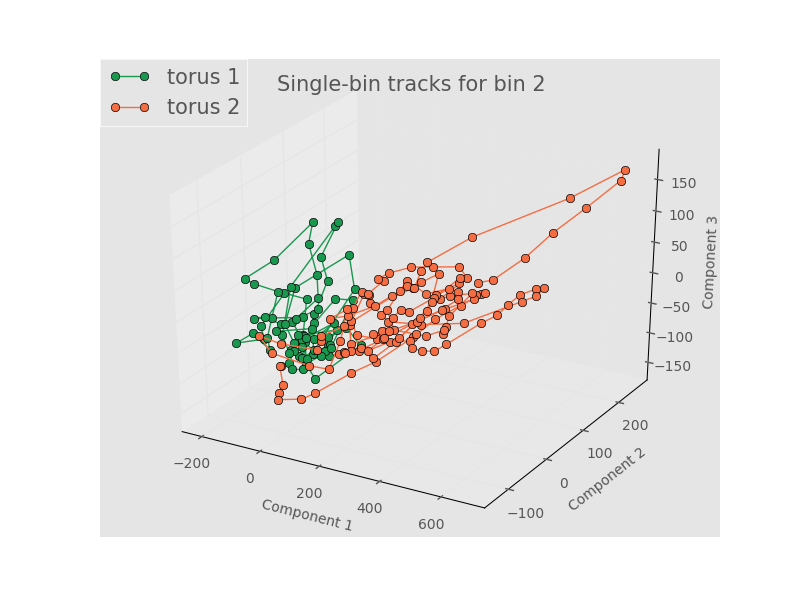 torus 1
torus 2
Single-bin tracks for bin 2
150
100
50
0
−50
−100
−150
Component 3
−200
0
200
400
600
Component 1
−100
0
100
200
Component 2